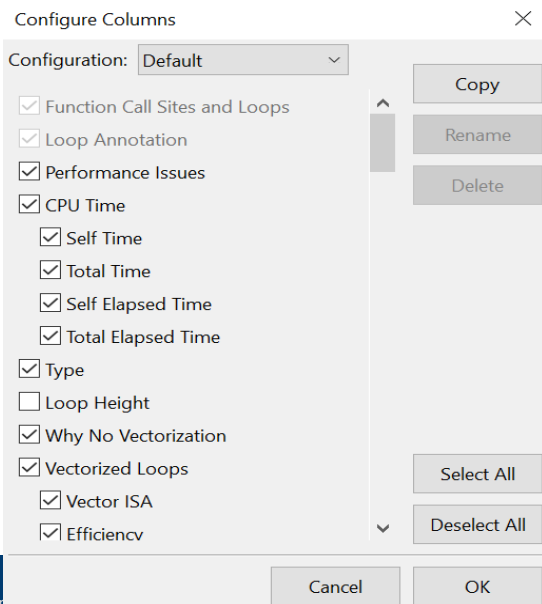 Configure Columns
Configuration: Default
Copy
Function Call Sites and Loops
Rename
Loop Annotation
Performance Issues
Delete
CPU Time
Self Time
Total Time
Self Elapsed Time
Total Elapsed Time
Type
Loop Height
Why No Vectorization
Vectorized Loops
Select All
Vector ISA
Deselect All
Efficiency
Cancel
OK